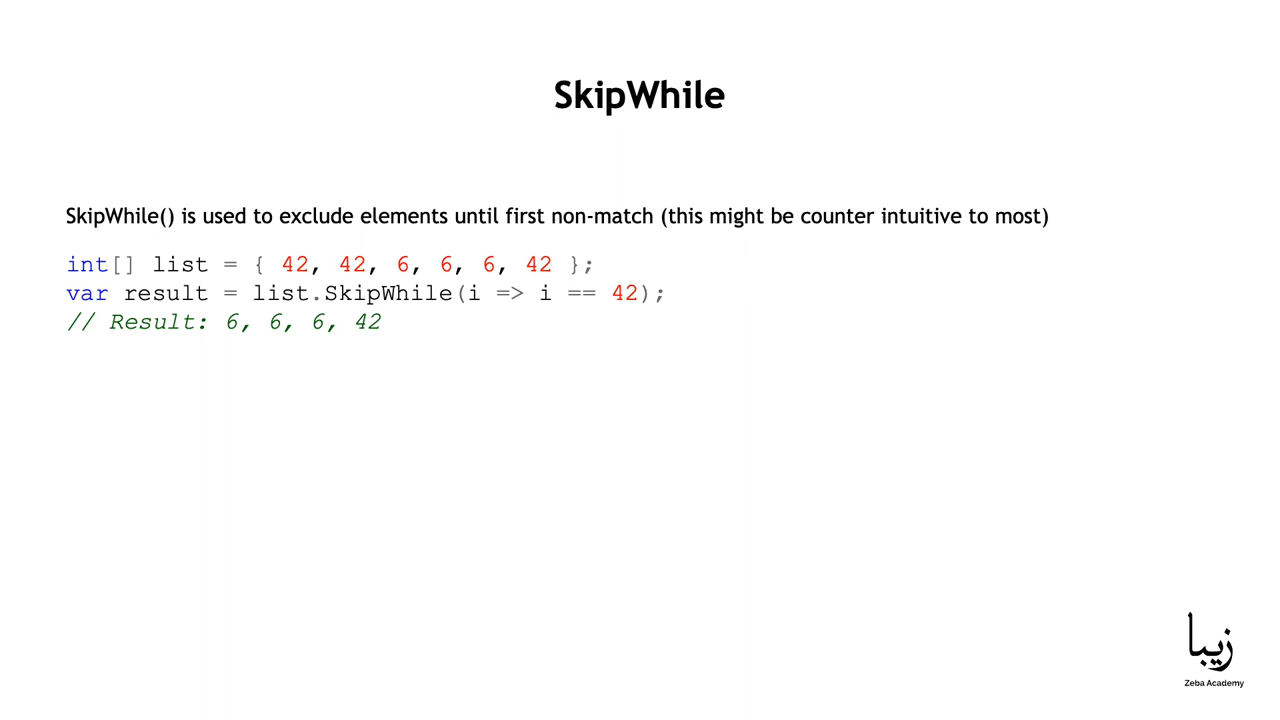 SkipWhile
SkipWhile() is used to exclude elements until first non-match (this might be counter intuitive to most)
int[] list = { 42, 42, 6, 6, 6, 42 };
var result = list.SkipWhile(i => i == 42);
// Result: 6, 6, 6, 42
زیبا
Zeba Academy